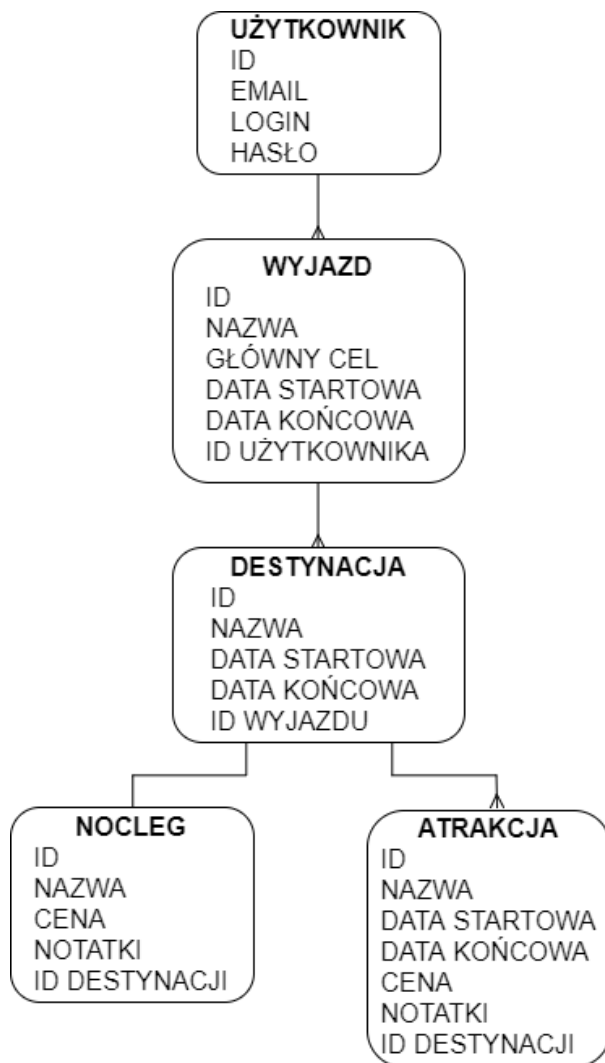 UŻYTKOWNIK
ID
EMAIL
LOGIN
HASŁO
WYJAZD
ID
NAZWA
GŁÓWNY CEL
DATA STARTOWA
DATA KOŃCOWA
ID UŻYTKOWNIKA
DESTYNACJA
ID
NAZWA
DATA STARTOWA
DATA KOŃCOWA
ID WYJAZDU
NOCLEG
ID
NAZWA
CENA
NOTATKI
ID DESTYNACJI
ATRAKCJA
ID
NAZWA
DATA STARTOWA
DATA KOŃCOWA
CENA
NOTATKI
ID DESTYNACJI